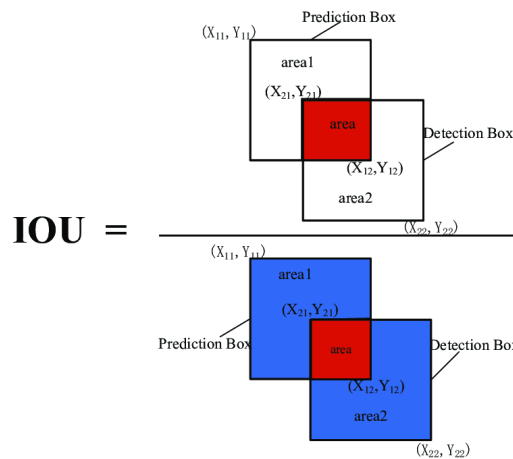 Prediction Box
(X₁₁, Y₁₁)
area1
(X₂₁,Y₂₁)
area
Detection Box
(X₁₂,Y₁₂)
area2
(X₂₂, Y₂₂)
IOU =
(X₁₁, Y₁₁)
area1
(X₂₁,Y₂₁)
Prediction Box
area
Detection Box
(X₁₂,Y₁₂)
area2
(X₂₂, Y₂₂)